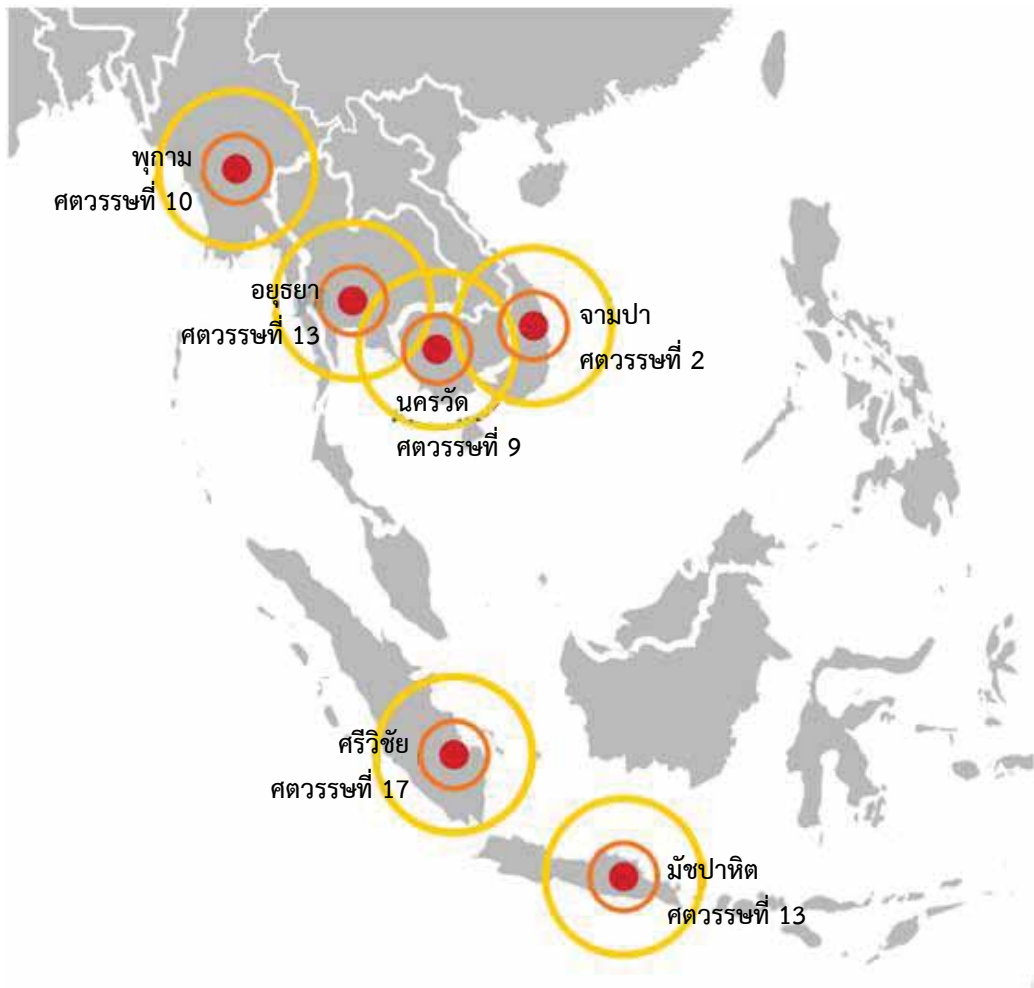 พุกาม
ศตวรรษที่ 10
อยุธยา
ศตวรรษที่ 13
จามปา
ศตวรรษที่ 2
นครวัด
ศตวรรษที่ 9
ศรีวิชัย
ศตวรรษที่ 17
มัชปาหิต
ศตวรรษที่ 13